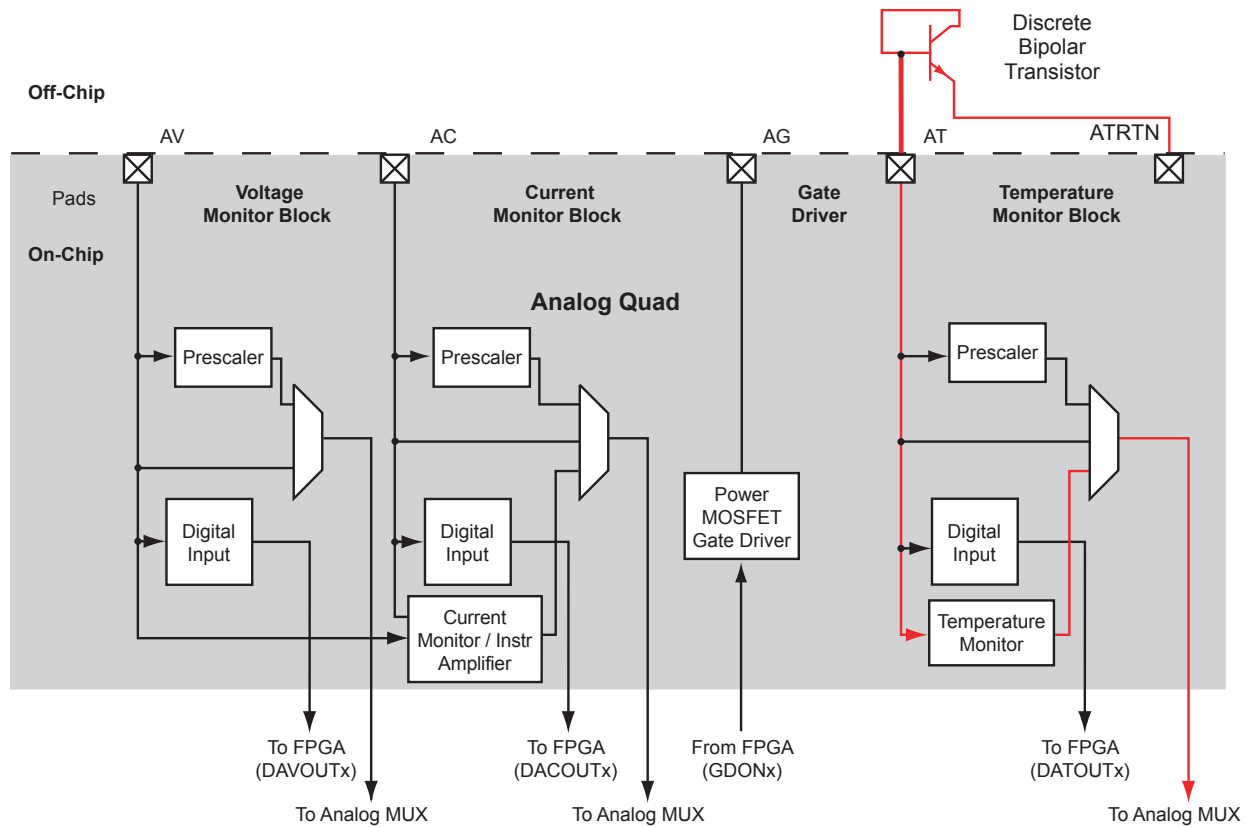 Discrete
Bipolar
Transistor
Off-Chip
AV
AC
AG
AT
ATRTN
Pads
Voltage
Monitor Block
Current
Monitor Block
Gate
Driver
Temperature
Monitor Block
On-Chip
Analog Quad
Prescaler
Prescaler
Prescaler
Digital
Input
Digital
Input
Power
MOSFET
Gate Driver
Digital
Input
Current
Monitor / Instr
Amplifier
Temperature
Monitor
To FPGA
(DAVOUTx)
To FPGA
(DACOUTx)
From FPGA
(GDONx)
To FPGA
(DATOUTx)
To Analog MUX
To Analog MUX
To Analog MUX